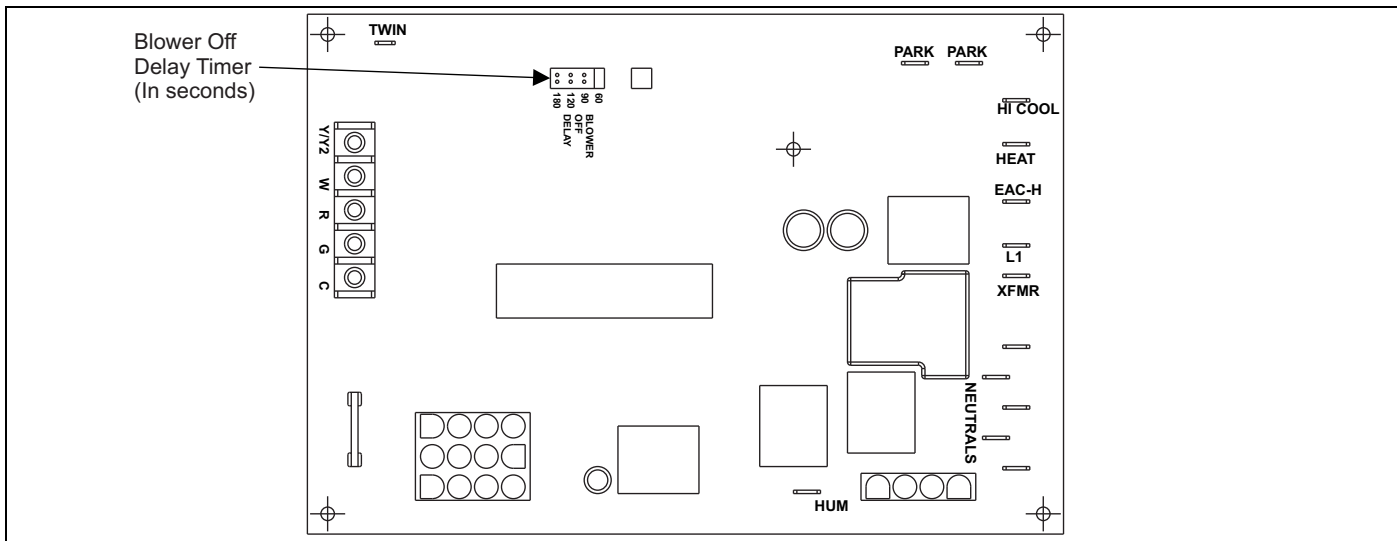 TWIN
Blower Off
Delay Timer
(In seconds)
PARK PARK
60
90
120
180
BLOWER
OFF
DELAY
HI COOL
HEAT
EAC-H
L1
XFMR
Y/Y2
W
R
G
C
NEUTRALS
HUM